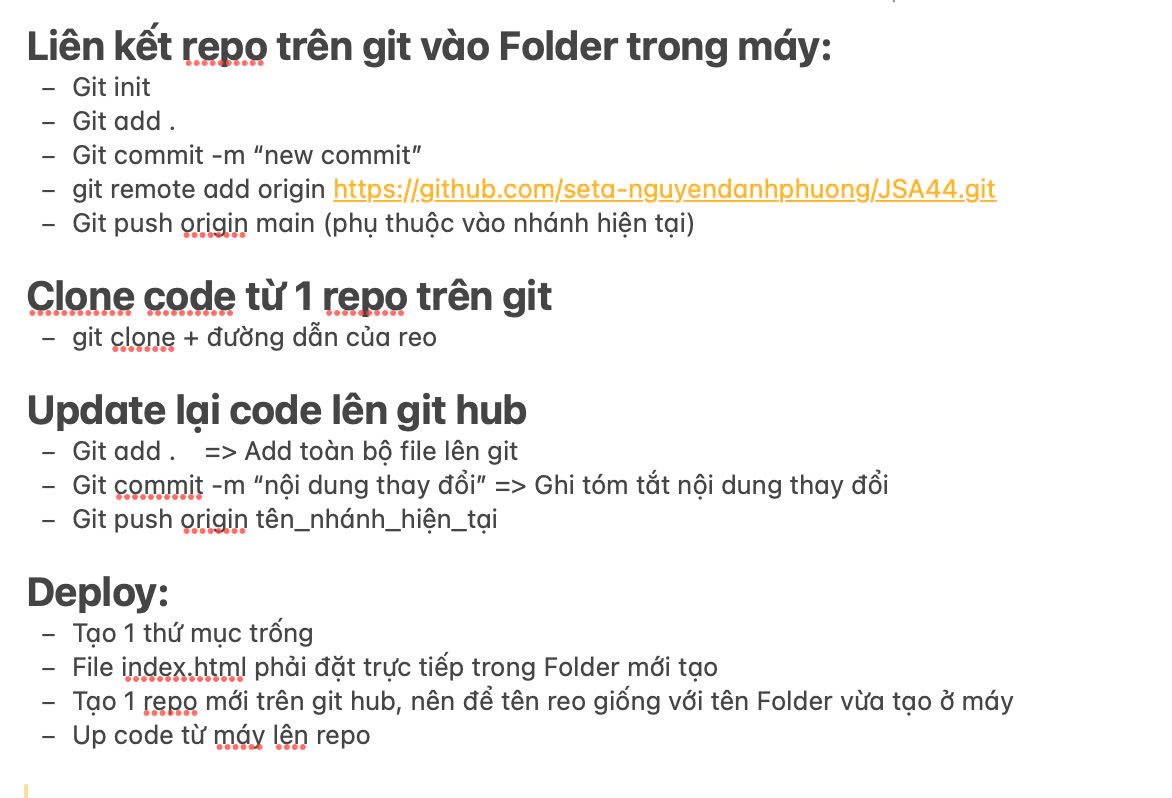 Liên kết repo trên git vào Folder trong máy:
– Git init
– Git add .
– Git commit -m “new commit”
– git remote add origin https://github.com/seta-nguyendanhphuong/JSA44.git
– Git push origin main (phụ thuộc vào nhánh hiện tại)
Clone code từ 1 repo trên git
– git clone + đường dẫn của reo
Update lại code lên git hub
– Git add . => Add toàn bộ file lên git
– Git commit -m “nội dung thay đổi” => Ghi tóm tắt nội dung thay đổi
– Git push origin tên_nhánh_hiện_tại
Deploy:
– Tạo 1 thứ mục trống
– File index.html phải đặt trực tiếp trong Folder mới tạo
– Tạo 1 repo mới trên git hub, nên để tên reo giống với tên Folder vừa tạo ở máy
– Up code từ máy lên repo